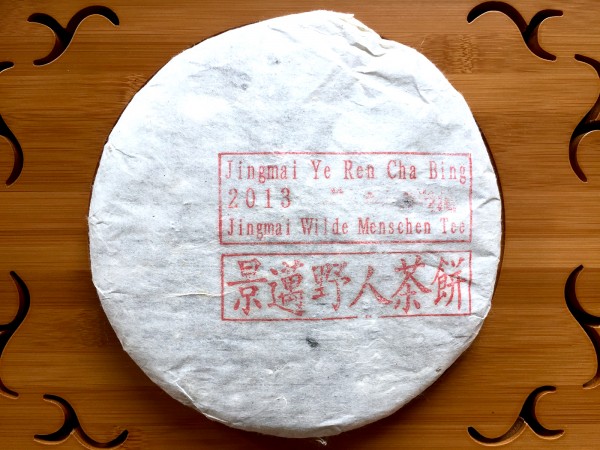 Jingmai Ye Ren Cha Bing
2013
Jingmai Wilde Menschen Tee
景邁野人茶餅